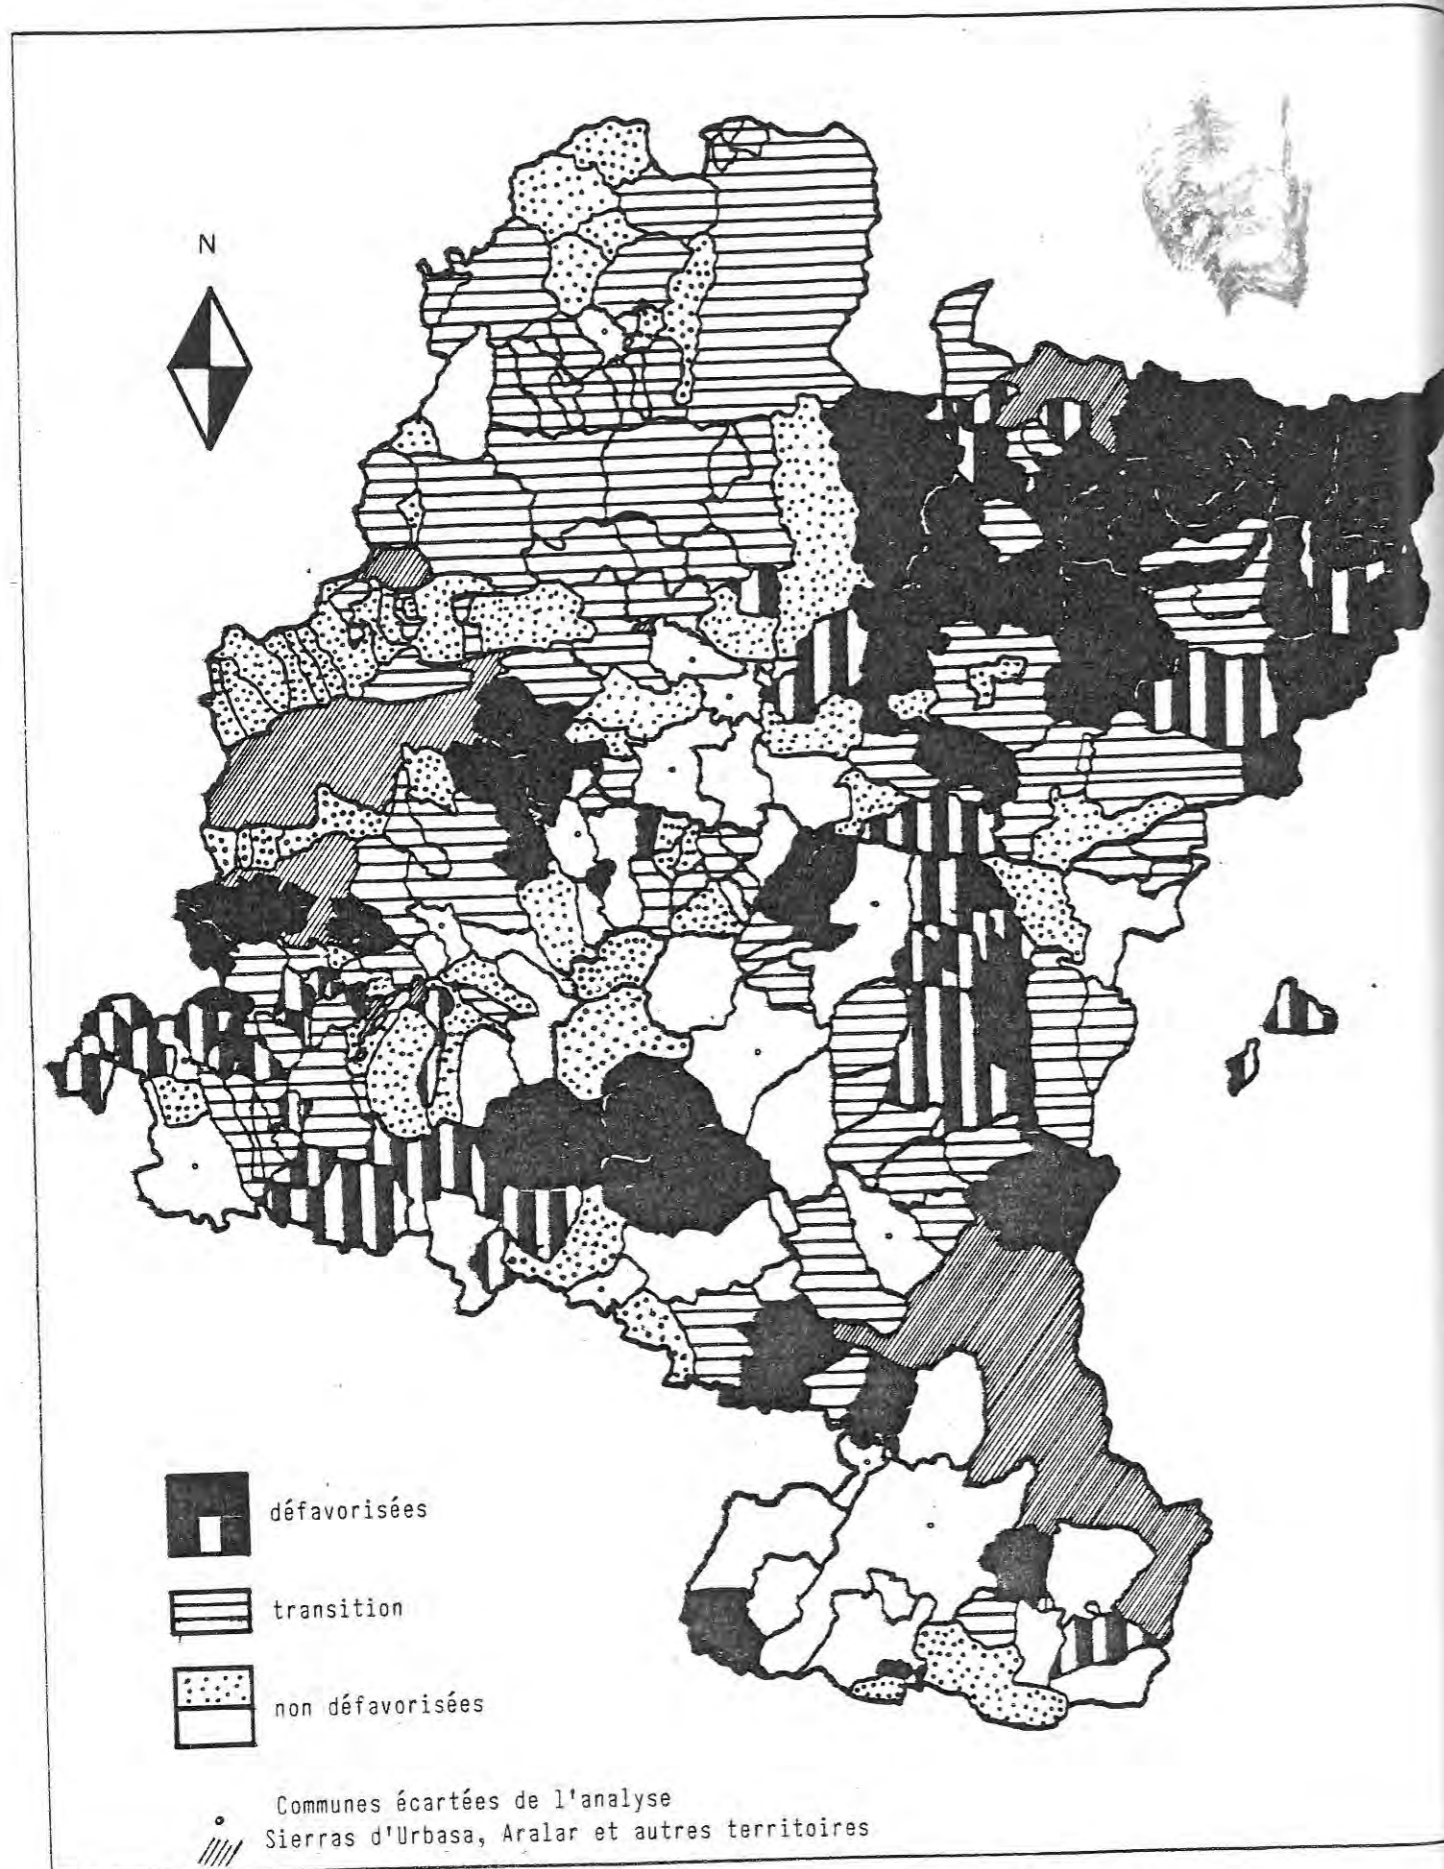 N
défavorisées
transition
non défavorisées
Communes écartées de l'analyse
Sierras d'Urbasa, Aralar et autres territoires